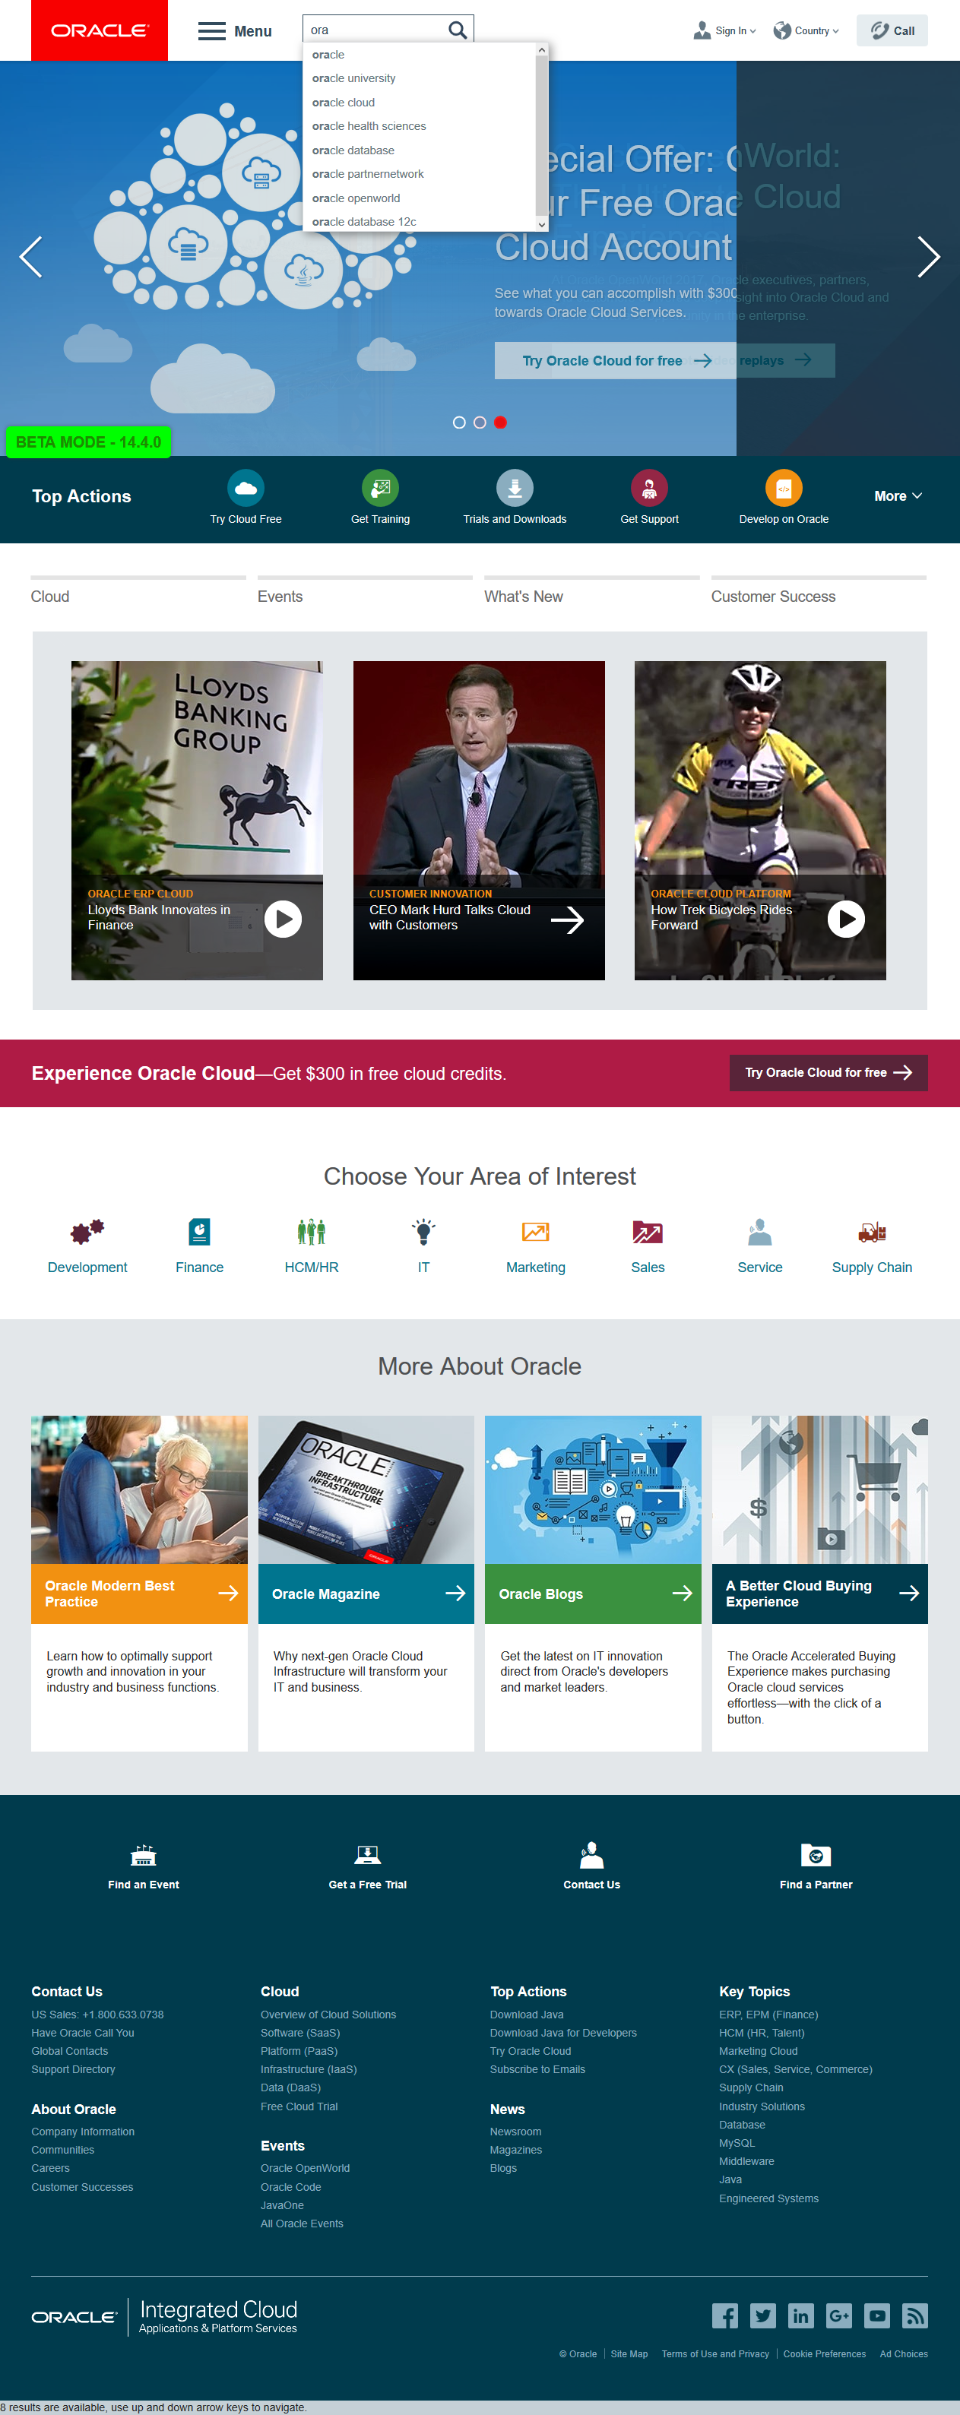 ORACLE
Menu
ora
Sign In
Country
Call
oracle
oracle university
oracle cloud
oracle health sciences
oracle database
oracle partnernetwork
oracle openworld
oracle database 12c
ecial Offer:
ur Free Orac
Cloud Account
See what you can accomplish with $300
towards Oracle Cloud Services.
Try Oracle Cloud for free
World:
Cloud
executives, partners,
sight into Oracle Cloud and
the enterprise.
replays
BETA MODE - 14.4.0
Top Actions
Try Cloud Free
Get Training
Trials and Downloads
Get Support
Develop on Oracle
More
Cloud
Events
What's New
Customer Success
LLOYDS
BANKING
GROUP
ORACLE ERP CLOUD
Lloyds Bank Innovates in
Finance
CUSTOMER INNOVATION
CEO Mark Hurd Talks Cloud
with Customers
TREK
ORACLE CLOUD PLATFORM
How Trek Bicycles Rides
Forward
Experience Oracle Cloud—Get $300 in free cloud credits.
Try Oracle Cloud for free
Choose Your Area of Interest
Development
Finance
HCM/HR
IT
Marketing
Sales
Service
Supply Chain
More About Oracle
ORACLE
BREAKTHROUGH
INFRASTRUCTURE
$
Oracle Modern Best
Practice
Oracle Magazine
Oracle Blogs
A Better Cloud Buying
Experience
Learn how to optimally support
growth and innovation in your
industry and business functions.
Why next-gen Oracle Cloud
Infrastructure will transform your
IT and business.
Get the latest on IT innovation
direct from Oracle's developers
and market leaders.
The Oracle Accelerated Buying
Experience makes purchasing
Oracle cloud services
effortless—with the click of a
button.
Find an Event
Get a Free Trial
Contact Us
Find a Partner
Contact Us
US Sales: +1.800.633.0738
Have Oracle Call You
Global Contacts
Support Directory
About Oracle
Company Information
Communities
Careers
Customer Successes
Cloud
Overview of Cloud Solutions
Software (SaaS)
Platform (PaaS)
Infrastructure (IaaS)
Data (DaaS)
Free Cloud Trial
Events
Oracle OpenWorld
Oracle Code
JavaOne
All Oracle Events
Top Actions
Download Java
Download Java for Developers
Try Oracle Cloud
Subscribe to Emails
News
Newsroom
Magazines
Blogs
Key Topics
ERP, EPM (Finance)
HCM (HR, Talent)
Marketing Cloud
CX (Sales, Service, Commerce)
Supply Chain
Industry Solutions
Database
MySQL
Middleware
Java
Engineered Systems
ORACLE
Integrated Cloud
Applications & Platform Services
© Oracle
Site Map
Terms of Use and Privacy
Cookie Preferences
Ad Choices
8 results are available, use up and down arrow keys to navigate.